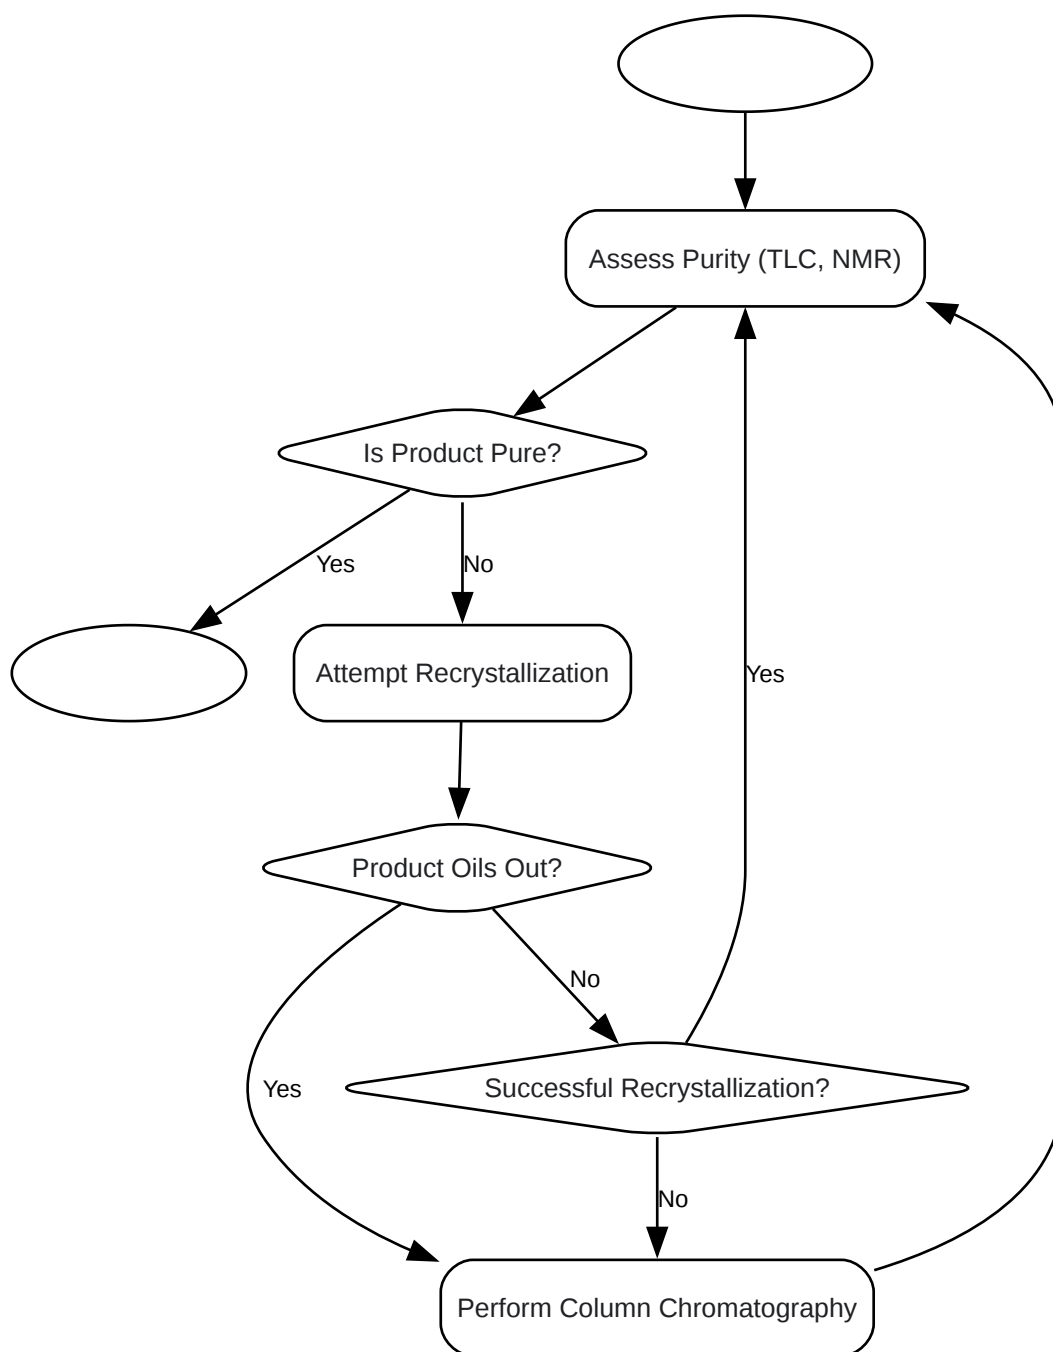 Assess Purity (TLC, NMR)
Is Product Pure?
Yes
No
Attempt Recrystallization
Yes
Product Oils Out?
No
Successful Recrystallization?
Yes
No
Perform Column Chromatography